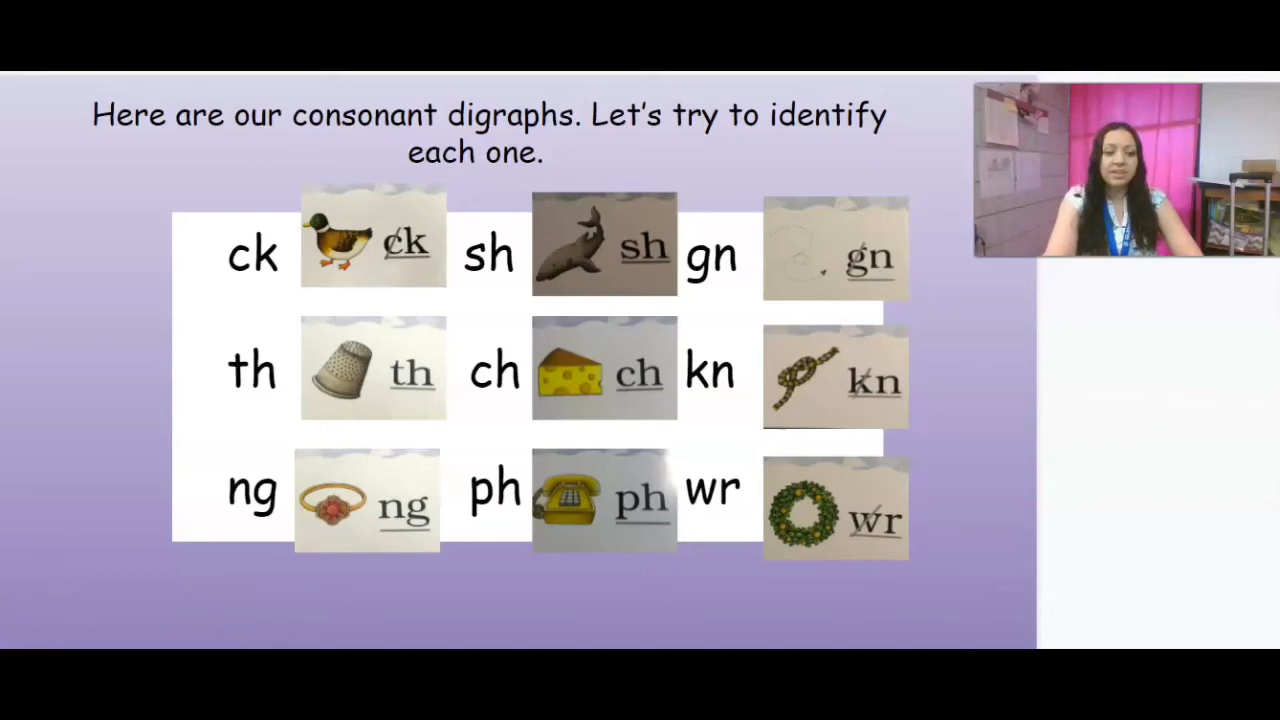 Here are our consonant digraphs. Let's try to identify
each one.
ck ck sh sh gn gn
th th ch ch kn kn
ng ng ph ph wr wr